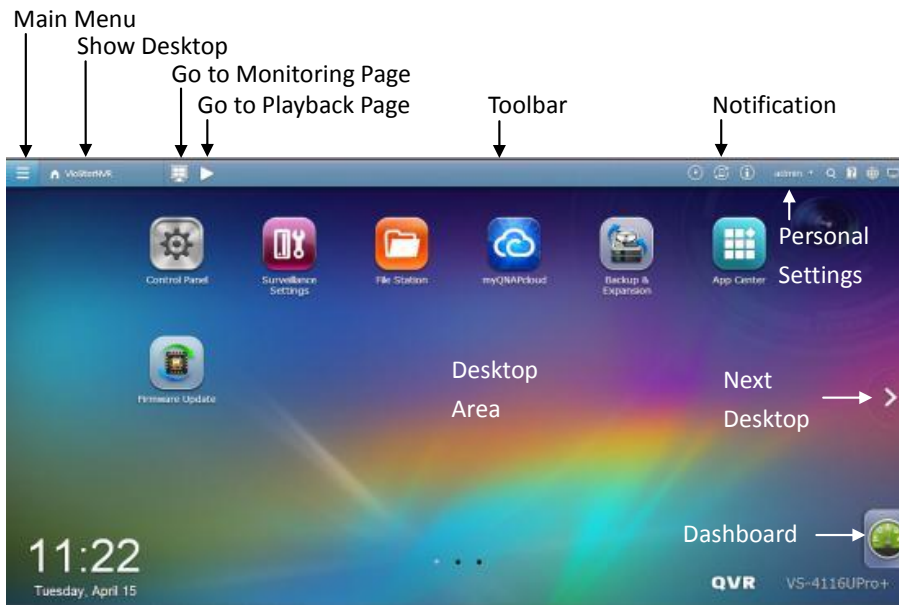 Main Menu
Show Desktop
Go to Monitoring Page
Go to Playback Page
Toolbar
Notification
VioStorNVR
admin
Personal
Settings
Control Panel
Surveillance
Settings
File Station
myQNAPcloud
Backup &
Expansion
App Center
Firmware Update
Desktop
Area
Next
Desktop
Dashboard
11:22
Tuesday, April 15
QVR
VS-4116UPro+